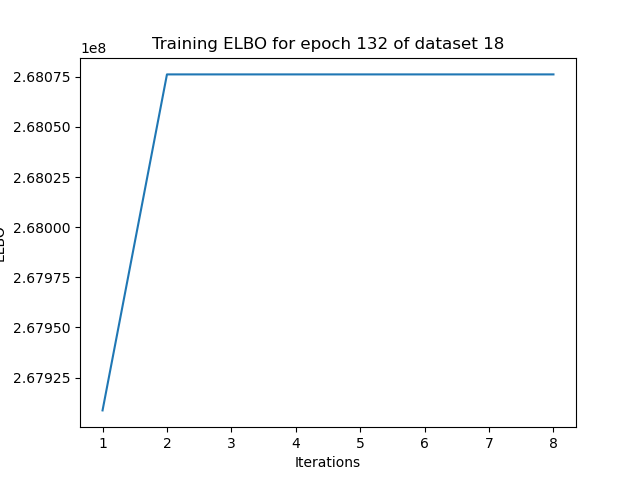 Training ELBO for epoch 132 of dataset 18
1e8
2.68075
2.68050
2.68025
2.68000
2.67975
2.67950
2.67925
ELBO
1 2 3 4 5 6 7 8
Iterations